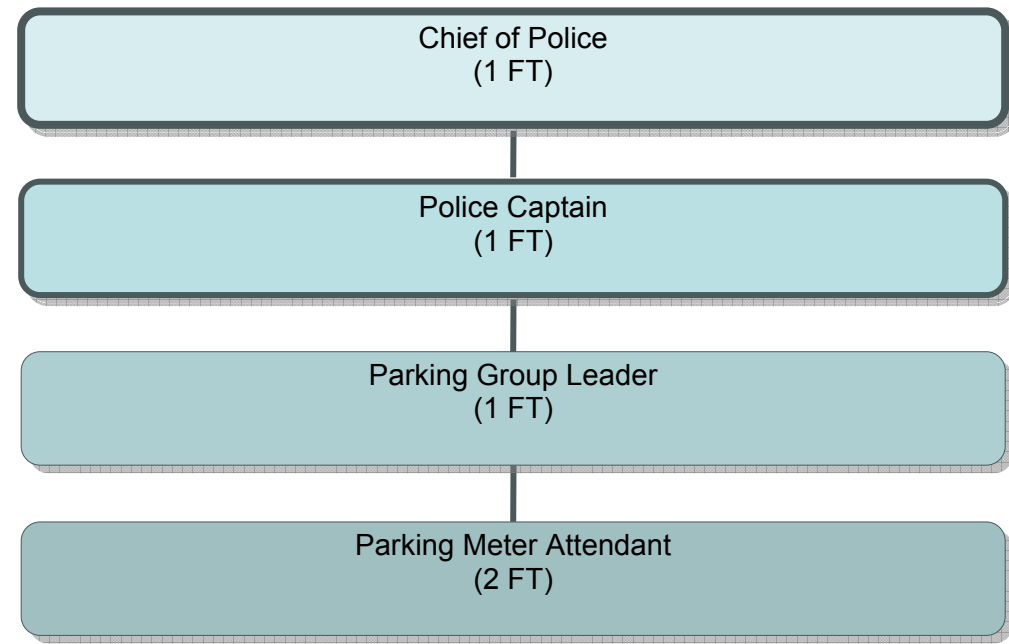 Chief of Police
(1 FT)
Police Captain
(1 FT)
Parking Group Leader
(1 FT)
Parking Meter Attendant
(2 FT)